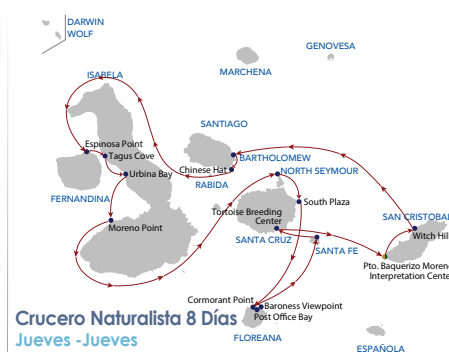 DARWIN
WOLF
GENOVESA
MARCHENA
ISABELA
SANTIAGO
Espinosa Point
Tagus Cove
BARTHOLOMEW
Chinese Hat
NORTH SEYMOUR
Urbina Bay
RABIDA
FERNANDINA
South Plaza
Tortoise Breeding
Center
SAN CRISTOBAL
Moreno Point
Witch Hill
SANTA CRUZ
SANTA FE
Pto. Baquerizo Moreno
Interpretation Center
Cormorant Point
Baroness Viewpoint
Post Office Bay
Crucero Naturalista 8 Días
FLOREANA
Jueves -Jueves
ESPAÑOLA